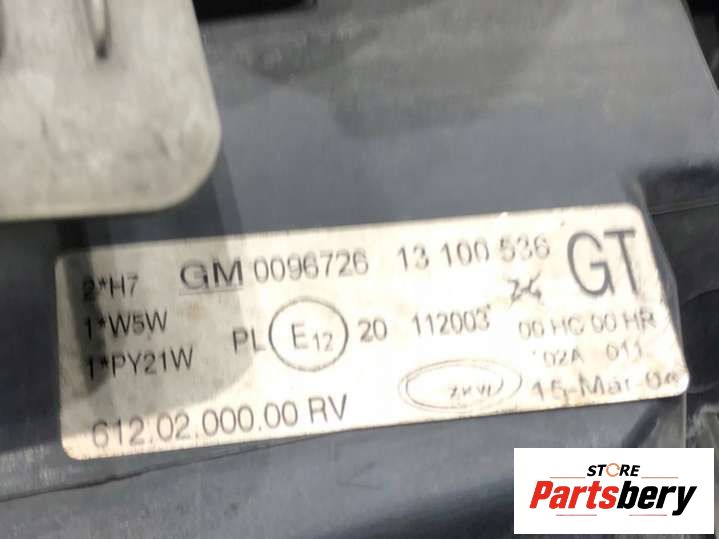 2*H7 GM 0096726 13 100 536 GT
1*W5W PL E12 20 112003 00 HC 00 HR
1*PY21W 02A 011
ZKW 15-Mar-
612.02.000.00 RV
STORE
Partsbery